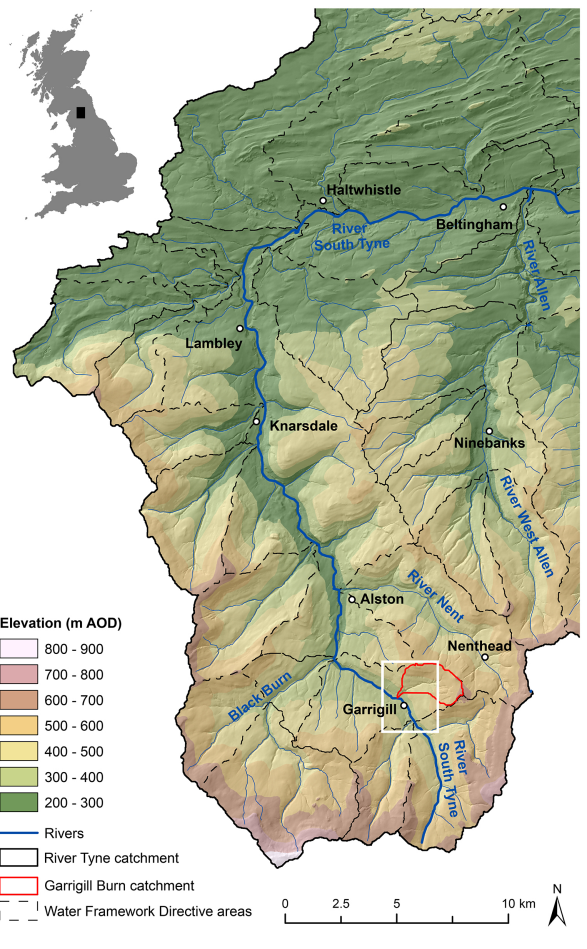 Haltwhistle
River
South Tyne
Beltingham
River Allen
Lambley
Knarsdale
Ninebanks
River West Allen
River Nent
Alston
Nenthead
Black Burn
Garrigill
River
South Tyne
Elevation (m AOD)
800 - 900
700 - 800
600 - 700
500 - 600
400 - 500
300 - 400
200 - 300
Rivers
River Tyne catchment
Garrigill Burn catchment
Water Framework Directive areas
0 2.5 5 10 km
N